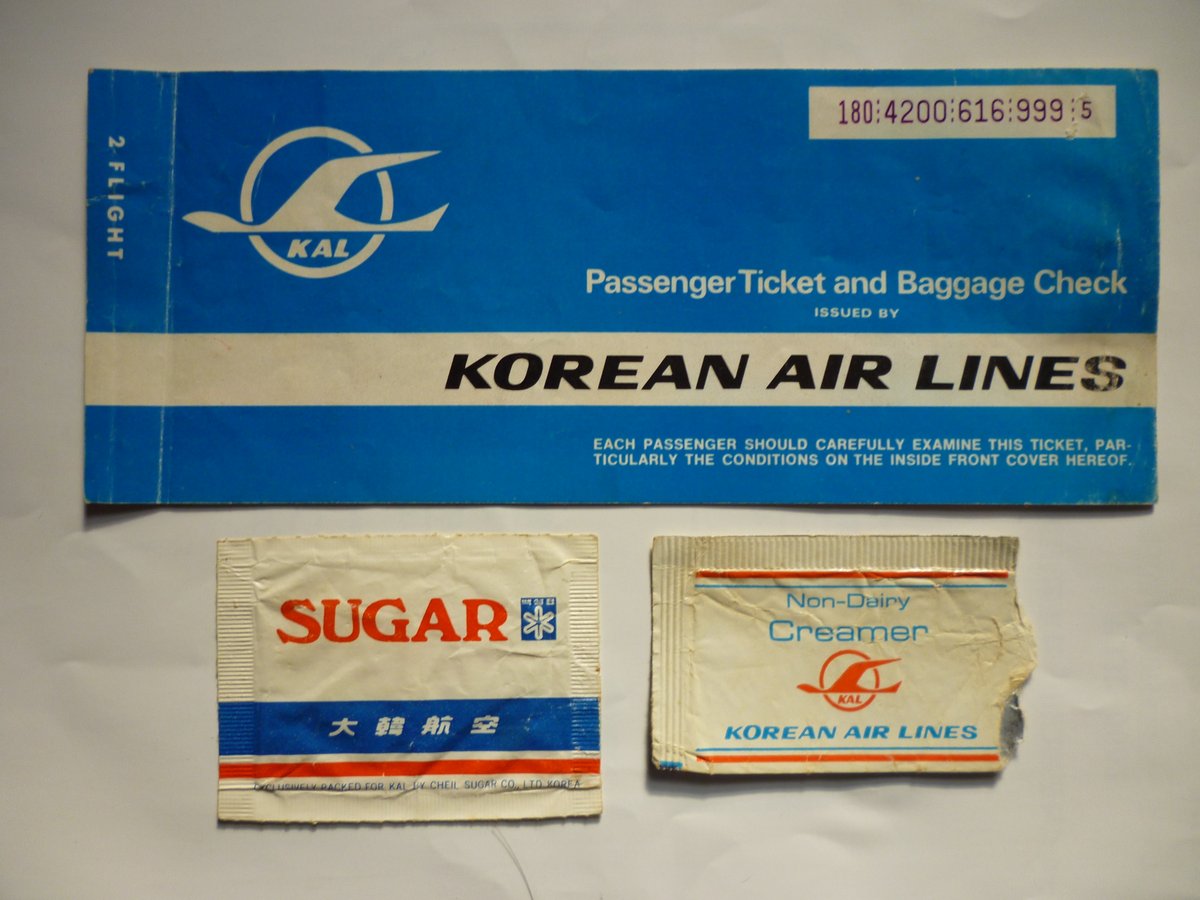 2 FLIGHT
180:4200:616:999:5
KAL
Passenger Ticket and Baggage Check
ISSUED BY
KOREAN AIR LINES
EACH PASSENGER SHOULD CAREFULLY EXAMINE THIS TICKET, PAR-
TICULARLY THE CONDITIONS ON THE INSIDE FRONT COVER HEREOF.
SUGAR
백설표
大韓航空
EXCLUSIVELY PACKED FOR KAL BY CHEIL SUGAR CO., LTD KOREA
Non-Dairy
Creamer
KAL
KOREAN AIR LINES